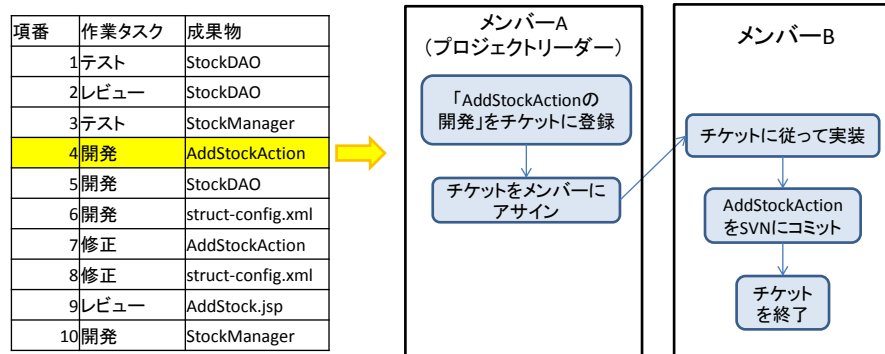 項番 作業タスク 成果物
1 テスト StockDAO
2 レビュー StockDAO
3 テスト StockManager
4 開発 AddStockAction
5 開発 StockDAO
6 開発 struct-config.xml
7 修正 AddStockAction
8 修正 struct-config.xml
9 レビュー AddStock.jsp
10 開発 StockManager
メンバーA
（プロジェクトリーダー）
「AddStockActionの
開発」をチケットに登録
チケットをメンバーに
アサイン
メンバーB
チケットに従って実装
AddStockAction
をSVNにコミット
チケット
を終了